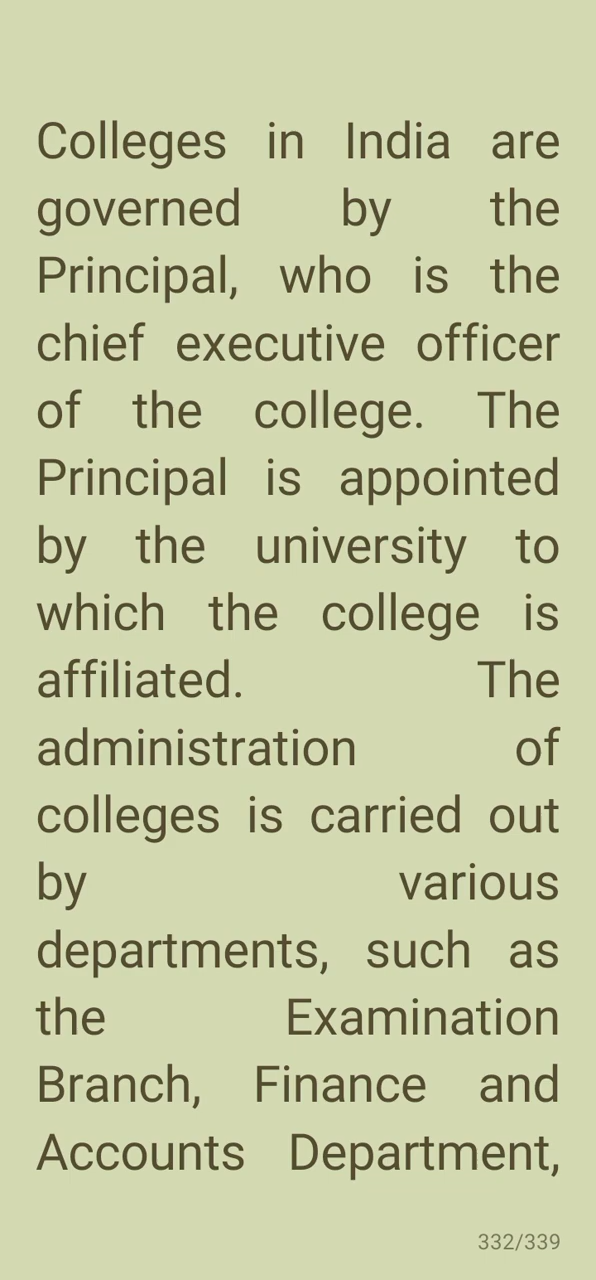 Colleges in India are
governed by the
Principal, who is the
chief executive officer
of the college. The
Principal is appointed
by the university to
which the college is
affiliated. The
administration of
colleges is carried out
by various
departments, such as
the Examination
Branch, Finance and
Accounts Department,
332/339